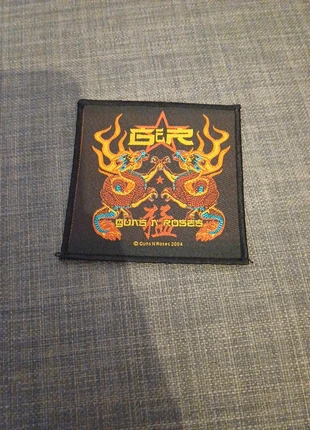 G&R
GUNS N' ROSES
猛
© Guns N Roses 2004